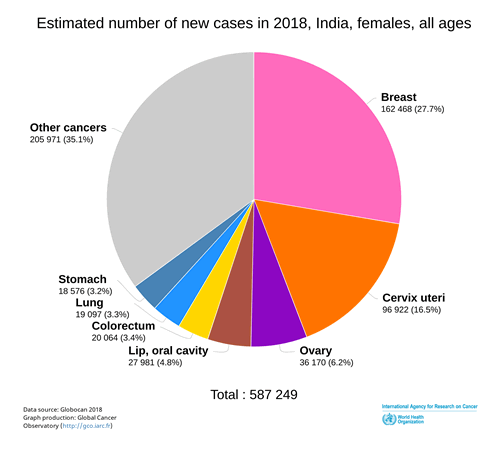 Estimated number of new cases in 2018, India, females, all ages
Breast
162 468 (27.7%)
Other cancers
205 971 (35.1%)
Stomach
18 576 (3.2%)
Lung
19 097 (3.3%)
Colorectum
20 064 (3.4%)
Lip, oral cavity
27 981 (4.8%)
Ovary
36 170 (6.2%)
Cervix uteri
96 922 (16.5%)
Total : 587 249
Data source: Globocan 2018
Graph production: Global Cancer
Observatory (http://gco.iarc.fr)
International Agency for Research on Cancer
World Health
Organization